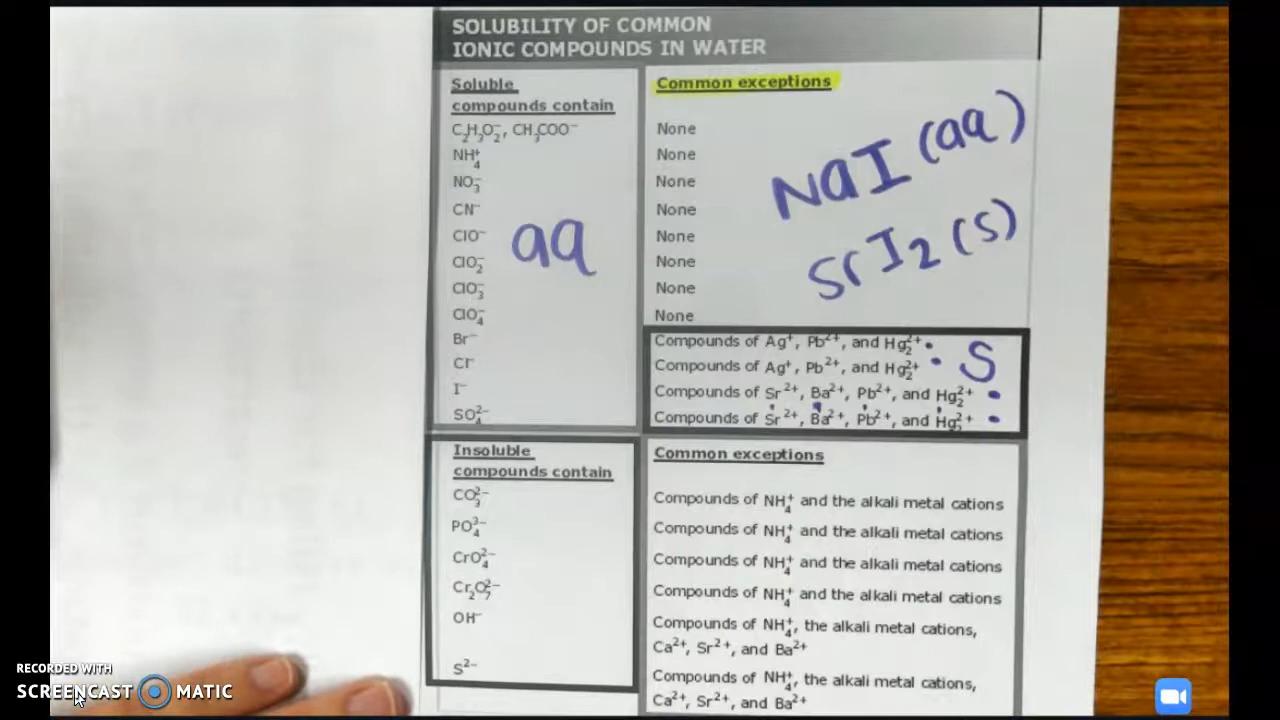 SOLUBILITY OF COMMON
IONIC COMPOUNDS IN WATER
Soluble
compounds contain
Common exceptions
C₂H₃O₂⁻, CH₃COO⁻ None
NH₄⁺ None
NO₃⁻ None
CN⁻ None
ClO⁻ None
ClO₂⁻ None
ClO₃⁻ None
ClO₄⁻ None
aq
NaI (aq)
SrI₂ (s)
Br⁻ Compounds of Ag⁺, Pb²⁺, and Hg₂²⁺
Cl⁻ Compounds of Ag⁺, Pb²⁺, and Hg₂²⁺
I⁻ Compounds of Sr²⁺, Ba²⁺, Pb²⁺, and Hg₂²⁺
SO₄²⁻ Compounds of Sr²⁺, Ba²⁺, Pb²⁺, and Hg₂²⁺
S
Insoluble
compounds contain
Common exceptions
CO₃²⁻ Compounds of NH₄⁺ and the alkali metal cations
PO₄³⁻ Compounds of NH₄⁺ and the alkali metal cations
CrO₄²⁻ Compounds of NH₄⁺ and the alkali metal cations
Cr₂O₇²⁻ Compounds of NH₄⁺ and the alkali metal cations
OH⁻ Compounds of NH₄⁺, the alkali metal cations,
Ca²⁺, Sr²⁺, and Ba²⁺
S²⁻ Compounds of NH₄⁺, the alkali metal cations,
Ca²⁺, Sr²⁺, and Ba²⁺
RECORDED WITH
SCREENCAST MATIC